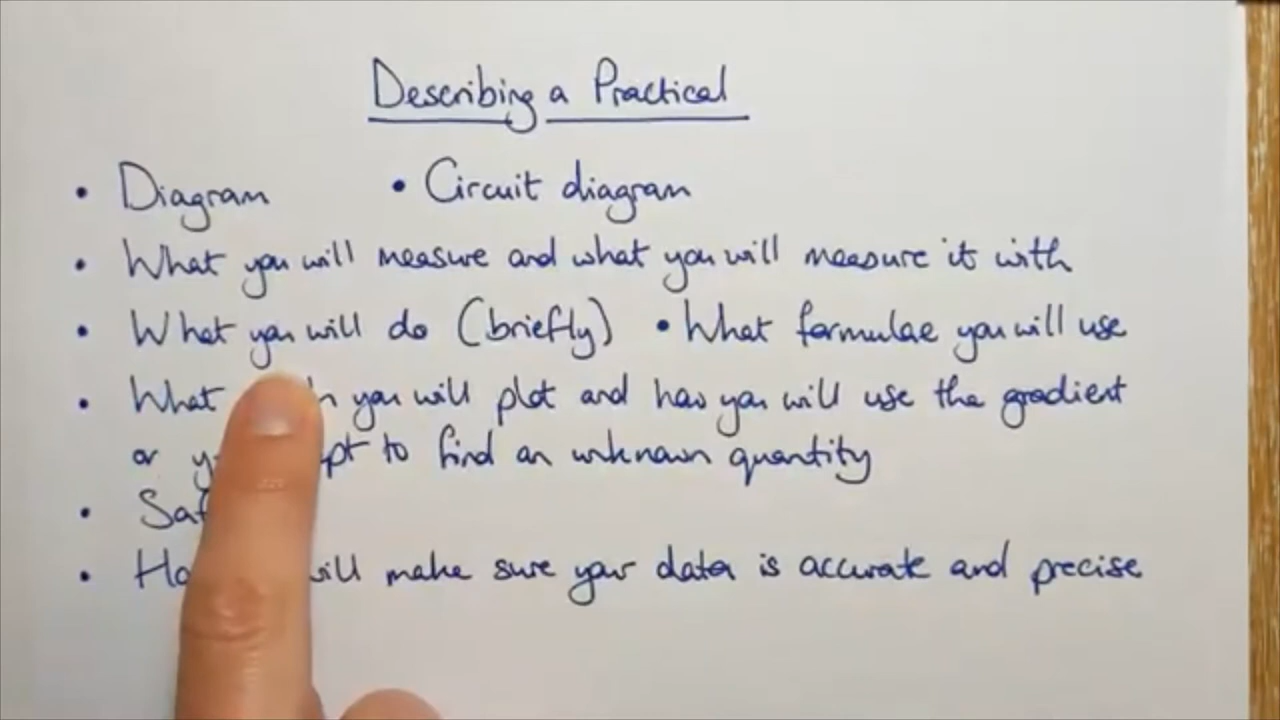 Describing a Practical
• Diagram • Circuit diagram
• What you will measure and what you will measure it with
• What you will do (briefly) • What formulae you will use
• What you will plot and how you will use the gradient
or to find an unknown quantity
•
• will make sure your data is accurate and precise